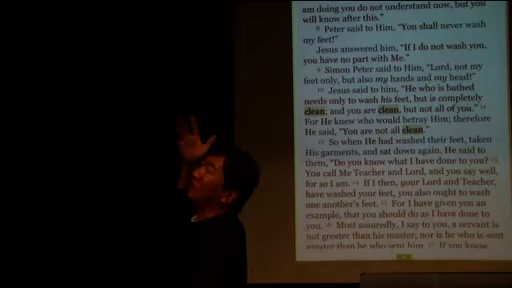 am doing you do not understand now, but you
will know after this."
8 Peter said to Him, "You shall never wash
my feet!"
Jesus answered him, "If I do not wash you,
you have no part with Me."
9 Simon Peter said to Him, "Lord, not my
feet only, but also my hands and my head!"
10 Jesus said to him, "He who is bathed
needs only to wash his feet, but is completely
clean; and you are clean, but not all of you." 11
For He knew who would betray Him; therefore
He said, "You are not all clean."
12 So when He had washed their feet, taken
His garments, and sat down again, He said to
them, "Do you know what I have done to you? 13
You call Me Teacher and Lord, and you say well,
for so I am. 14 If I then, your Lord and Teacher,
have washed your feet, you also ought to wash
one another's feet. 15 For I have given you an
example, that you should do as I have done to
you. 16 Most assuredly, I say to you, a servant is
not greater than his master; nor is he who is sent
greater than he who sent him. 17 If you know